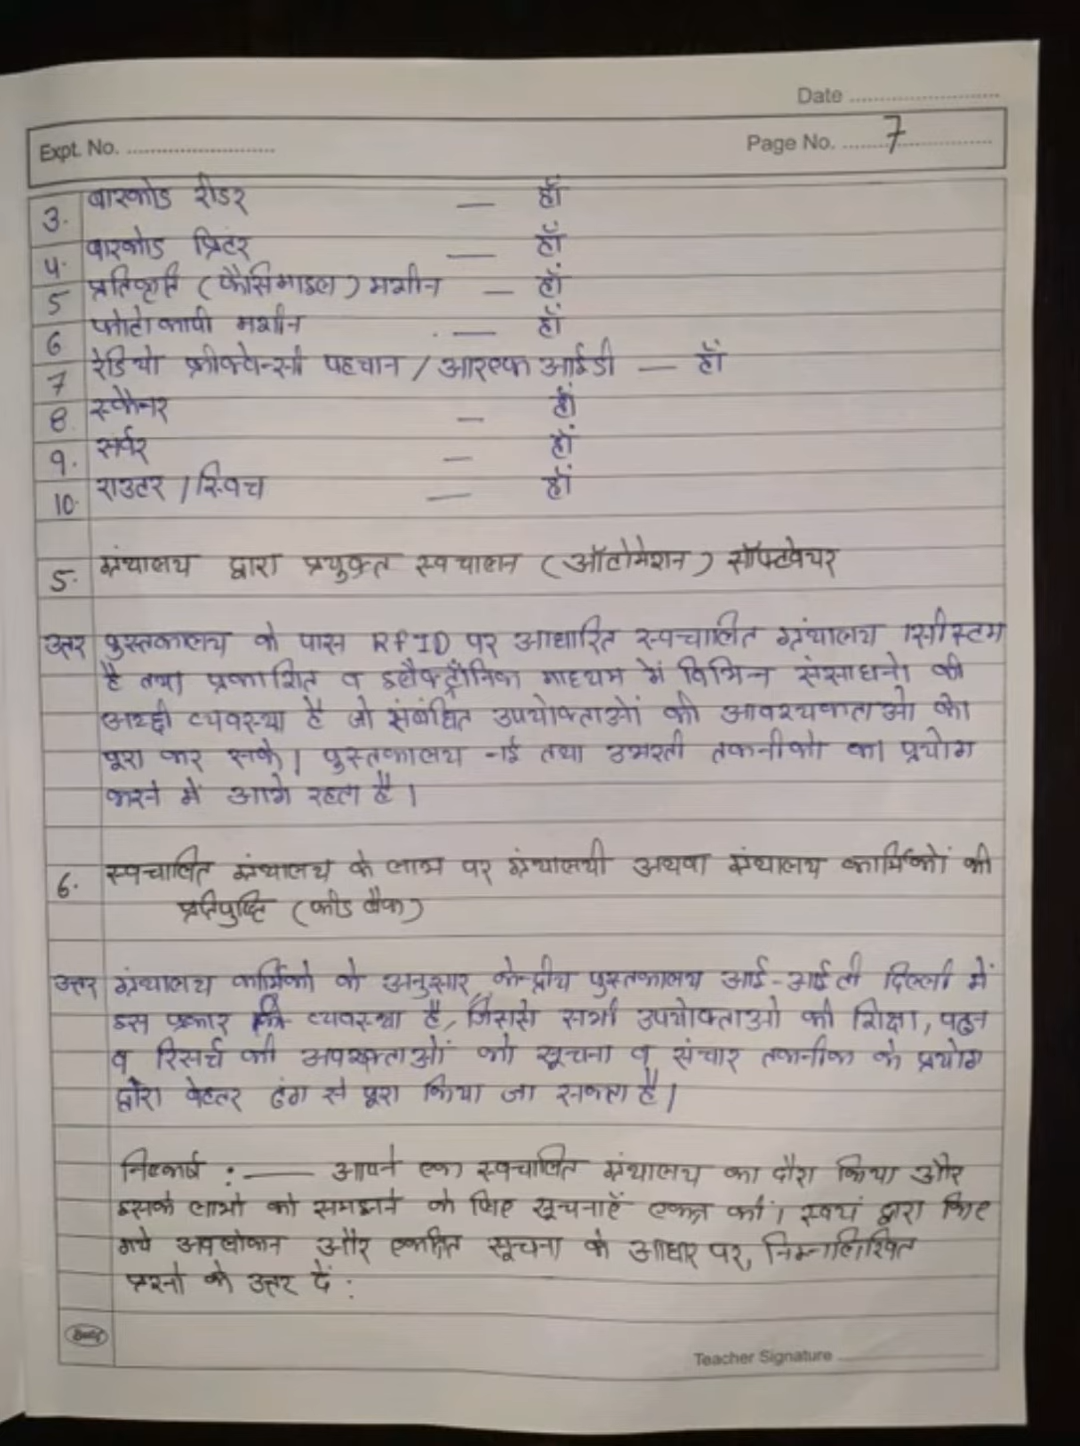 Date
Expt. No.
Page No. 7
3. बारकोड रीडर — हाँ
4. बारकोड प्रिंटर — हाँ
5 प्रतिकृति (फैसिमाइल) मशीन — हाँ
6 फोटोकापी मशीन — हाँ
7 रेडियो फ्रीक्वेन्सी पहचान / आरएफ आईडी — हाँ
8. स्कैनर — हाँ
9. सर्वर — हाँ
10. राउटर / स्विच — हाँ
5. ग्रंथालय द्वारा प्रयुक्त स्वचालन (ऑटोमेशन) सॉफ्टवेयर
उत्तर पुस्तकालय के पास RFID पर आधारित स्वचालित ग्रंथालय सिस्टम
है तथा प्रकाशित व इलैक्ट्रौनिक माध्यम में विभिन्न संसाधनो की
अच्छी व्यवस्था है जो संबंधित उपयोक्ताओं की आवश्यकताओ को
पूरा कर सके। पुस्तकालय नई तथा उभरती तकनीको का प्रयोग
करने में आगे रहता है।
6. स्वचालित ग्रंथालय के लाभ पर ग्रंथालयी अथवा ग्रंथालय कार्मिकों की
प्रतिपुष्टि (फीड बैक)
उत्तर ग्रंथालय कार्मिको के अनुसार, केन्द्रीय पुस्तकालय आई-आईटी दिल्ली में
इस प्रकार की व्यवस्था है, जिससे सभी उपयोक्ताओ की शिक्षा, पठन
व रिसर्च की को सूचना व संचार तकनीक के प्रयोग
द्वारा बेहतर ढंग से पूरा किया जा सकता है।
निष्कर्ष :— आपने एक स्वचालित ग्रंथालय का दौरा किया और
इसके लाभो को समझने के लिए सूचनाएँ एकत्र कीं। स्वयं द्वारा किए
गये अवलोकन और एकत्रित सूचना के आधार पर, निम्नलिखित
प्रश्नो के उत्तर दें :
Teacher Signature